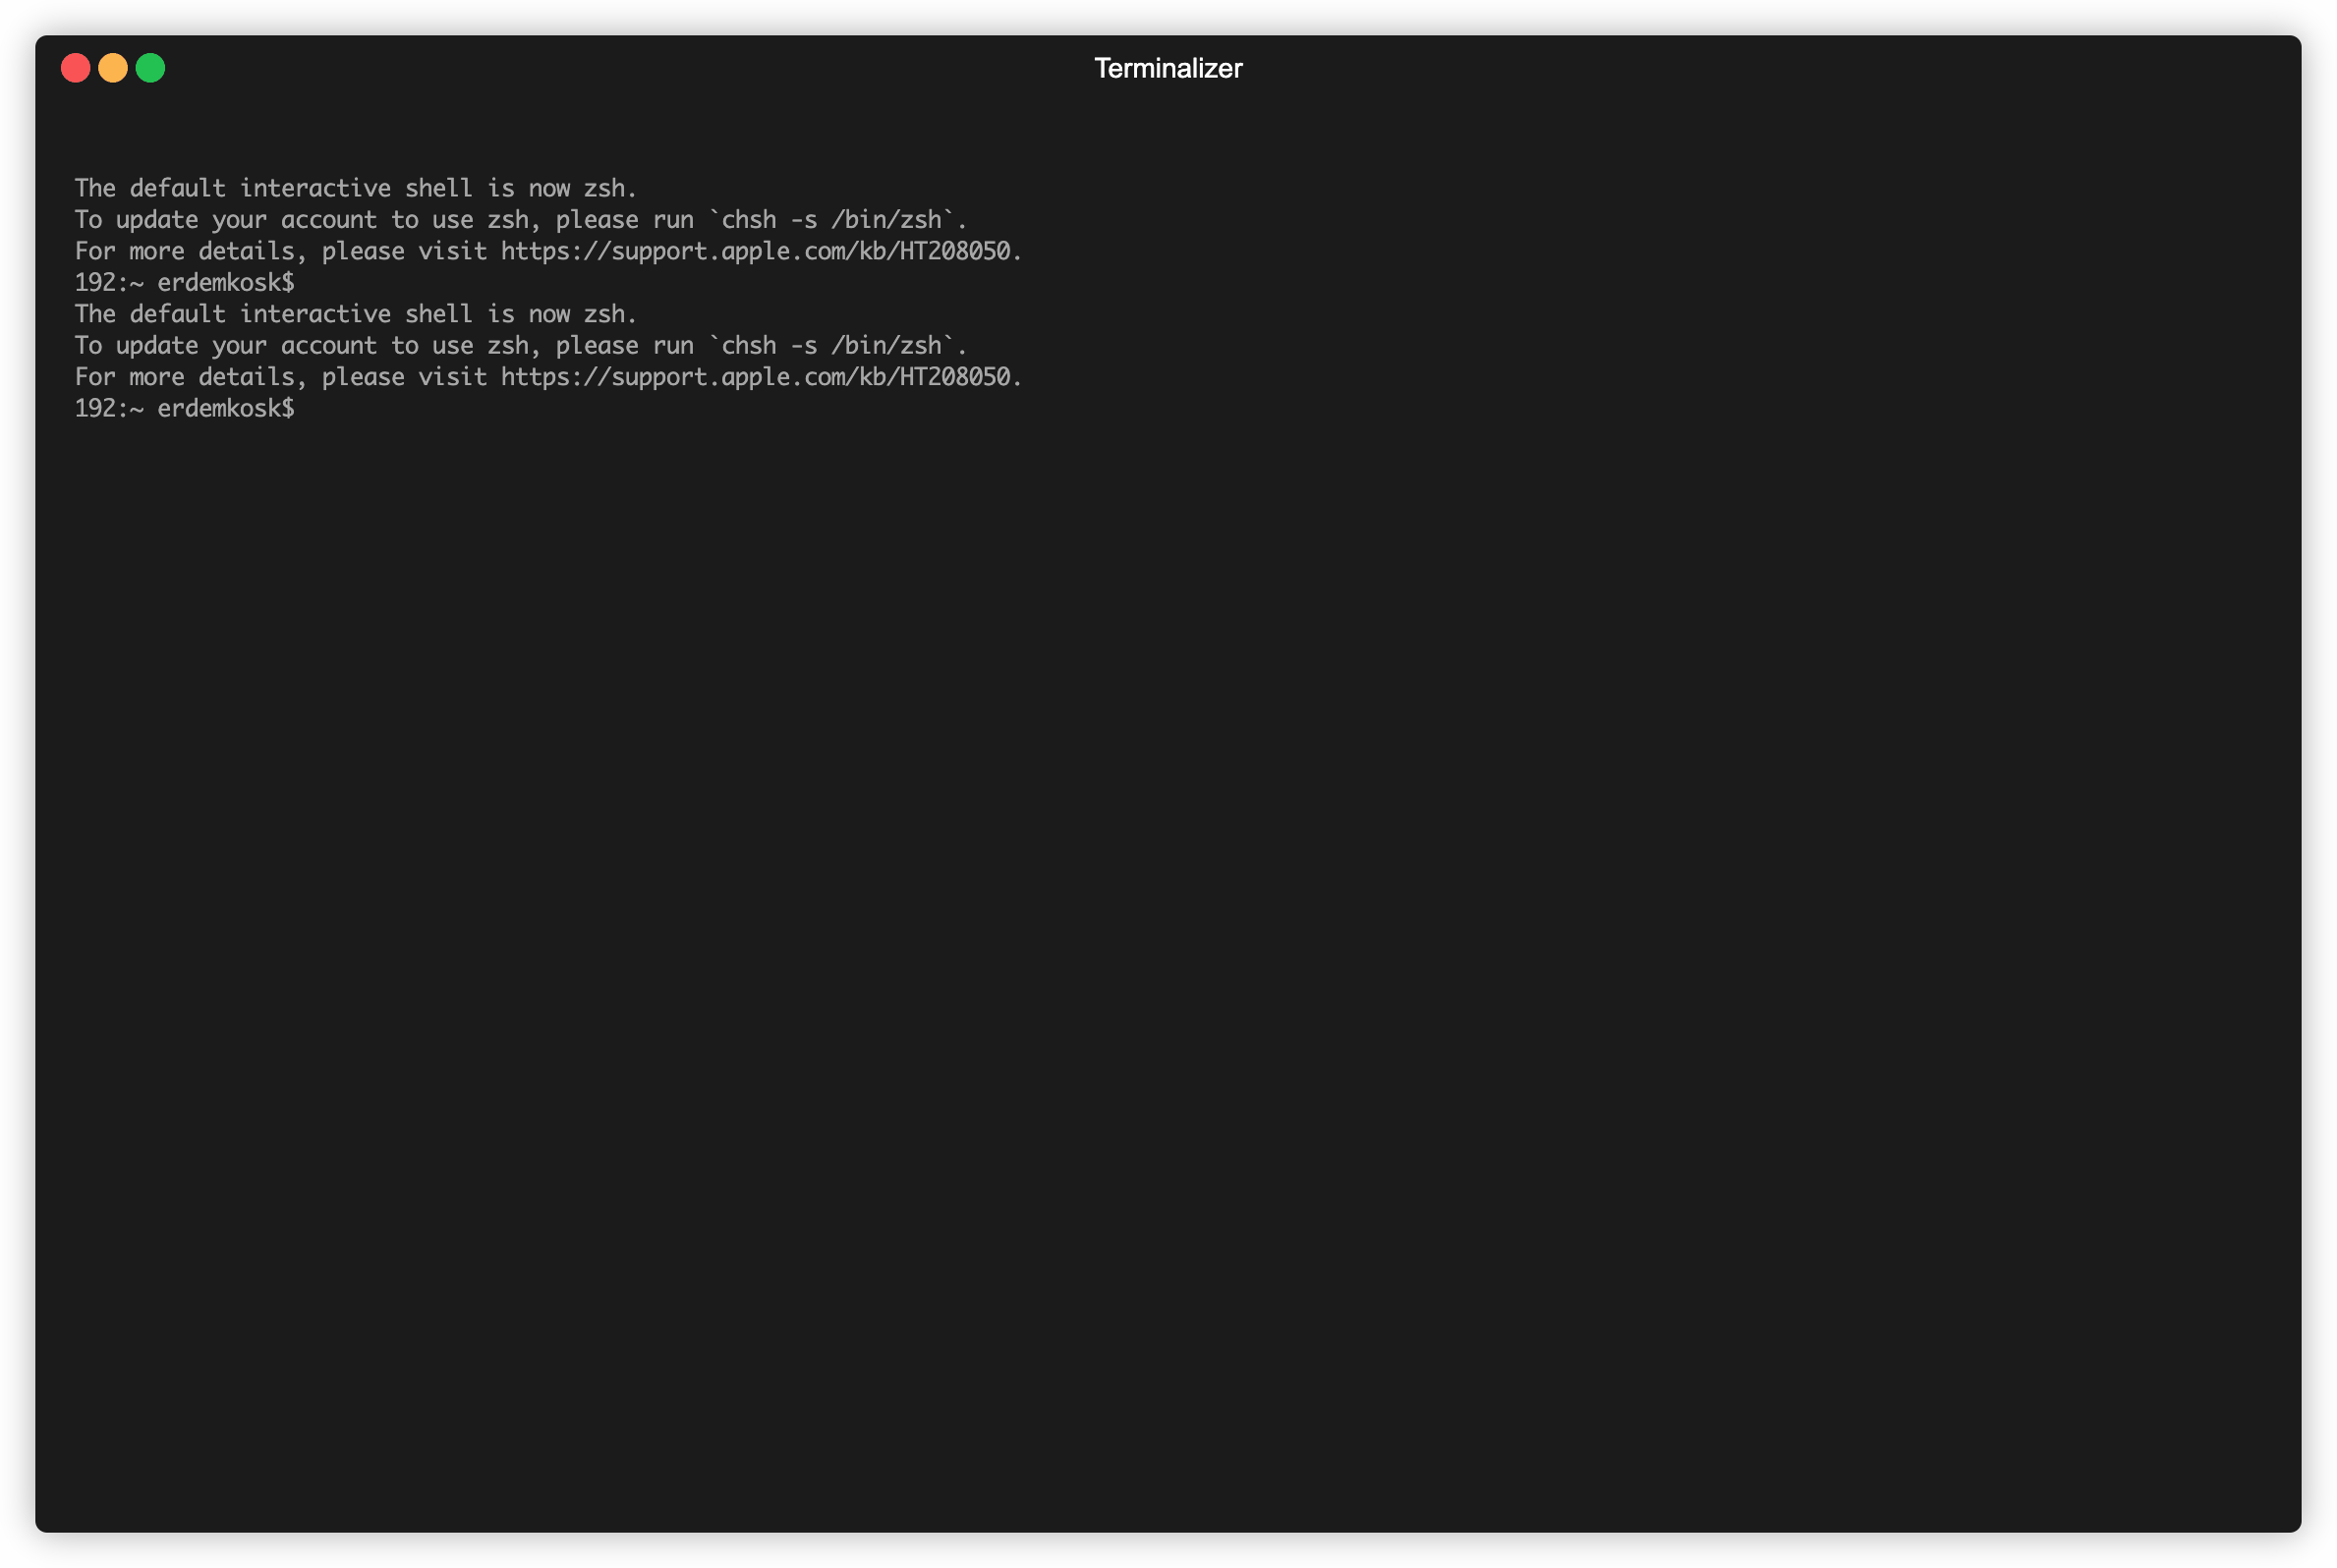 Terminalizer
The default interactive shell is now zsh.
To update your account to use zsh, please run `chsh -s /bin/zsh`.
For more details, please visit https://support.apple.com/kb/HT208050.
192:~ erdemkosk$
The default interactive shell is now zsh.
To update your account to use zsh, please run `chsh -s /bin/zsh`.
For more details, please visit https://support.apple.com/kb/HT208050.
192:~ erdemkosk$